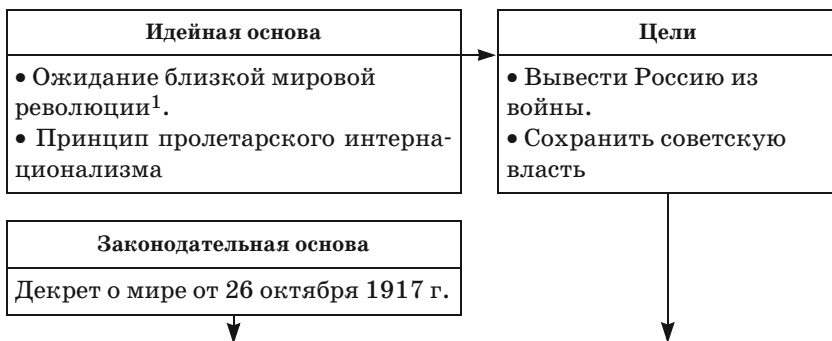 Идейная основа
• Ожидание близкой мировой
революции¹.
• Принцип пролетарского интерна-
ционализма
Цели
• Вывести Россию из
войны.
• Сохранить советскую
власть
Законодательная основа
Декрет о мире от 26 октября 1917 г.